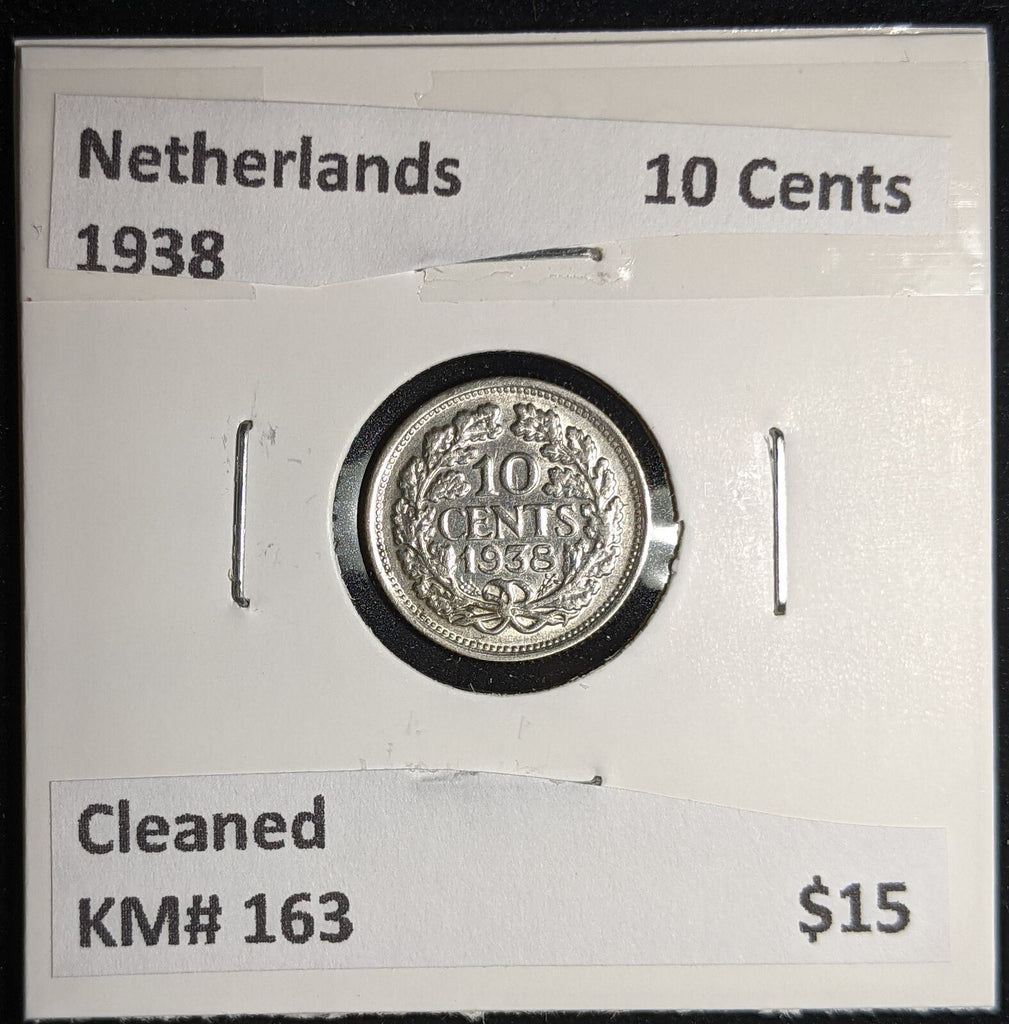 Netherlands 10 Cents
1938
10
CENTS
1938
Cleaned
KM# 163 $15